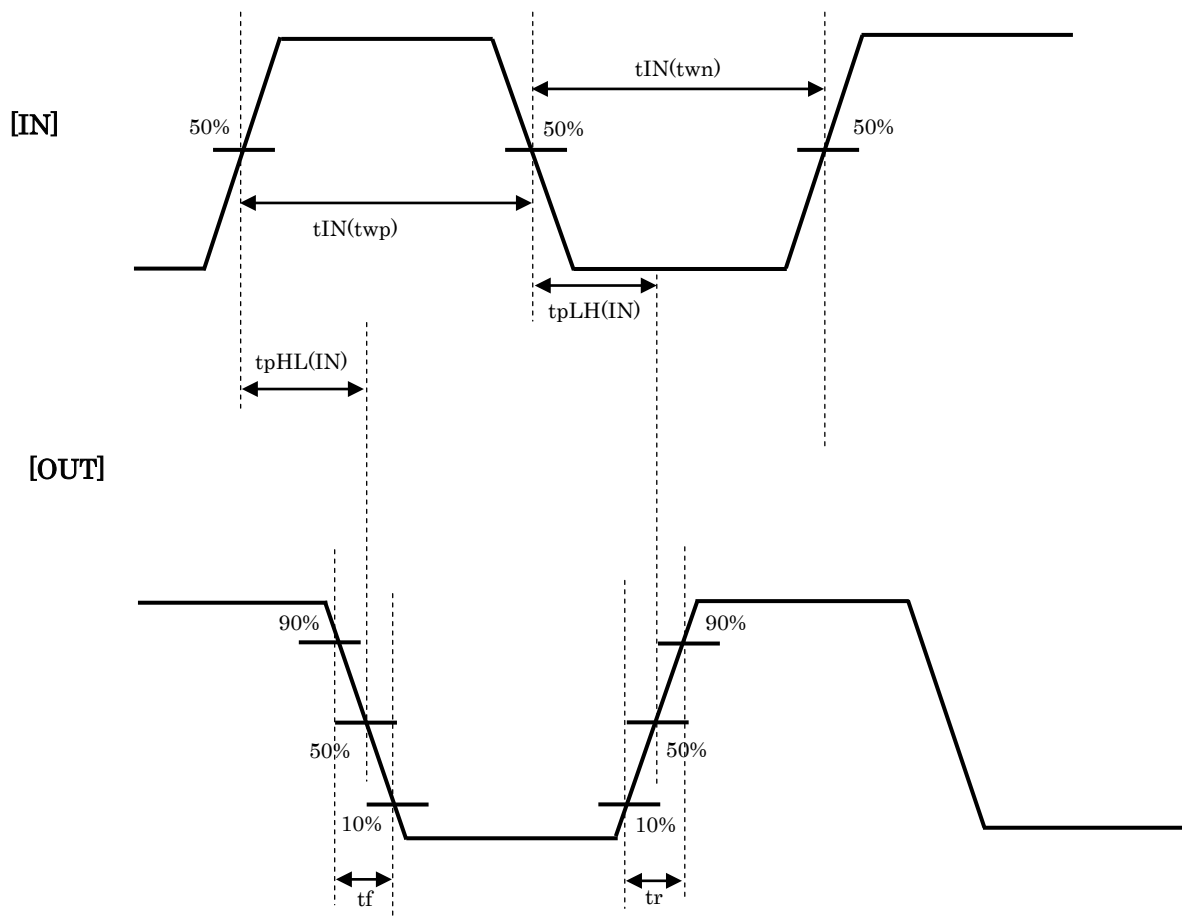 tIN(twn)
[IN]
50%
50%
50%
tIN(twp)
tpLH(IN)
tpHL(IN)
[OUT]
90%
90%
50%
50%
10%
10%
tf
tr